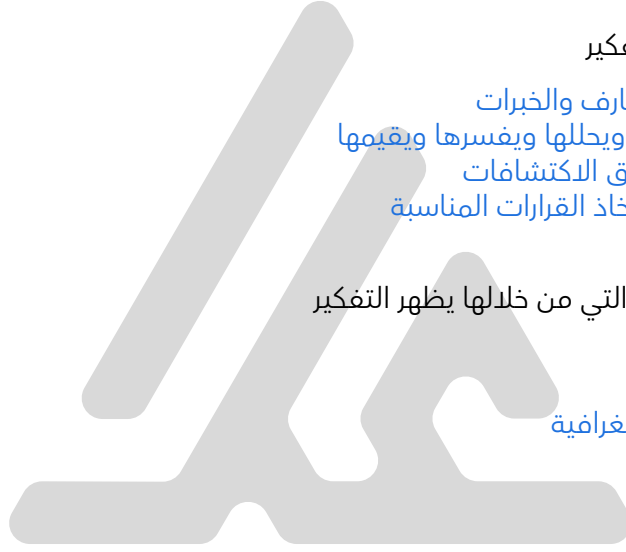 فكير
ارف والخبرات
ويحللها ويفسرها ويقيمها
ق الاكتشافات
خاذ القرارات المناسبة
التي من خلالها يظهر التفكير
غرافية